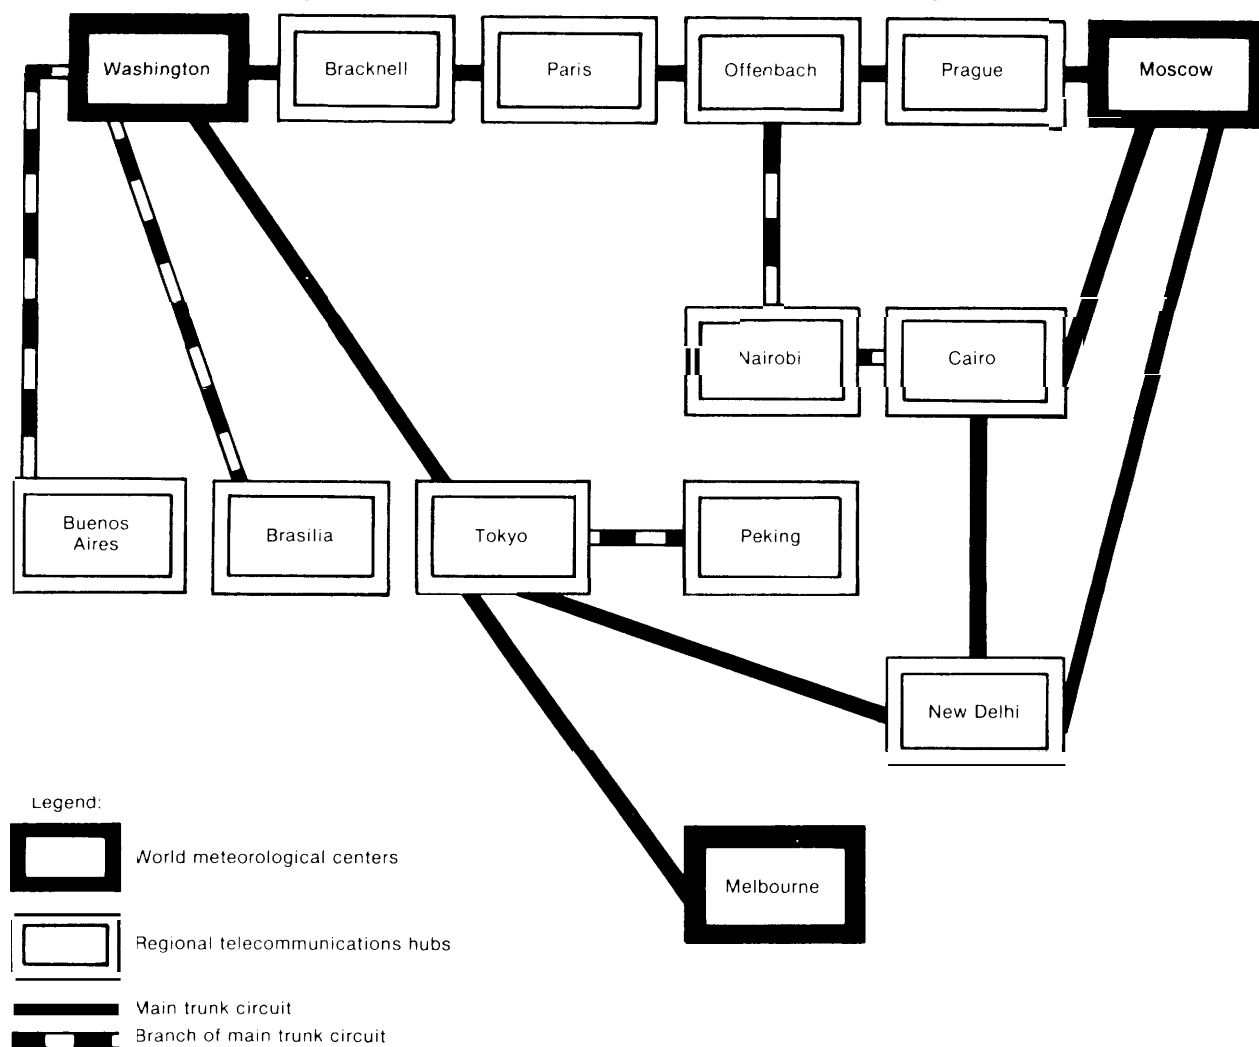 Washington
Bracknell
Paris
Offenbach
Prague
Moscow
Nairobi
Cairo
Buenos
Aires
Brasilia
Tokyo
Peking
New Delhi
Melbourne
Legend:
World meteorological centers
Regional telecommunications hubs
Main trunk circuit
Branch of main trunk circuit